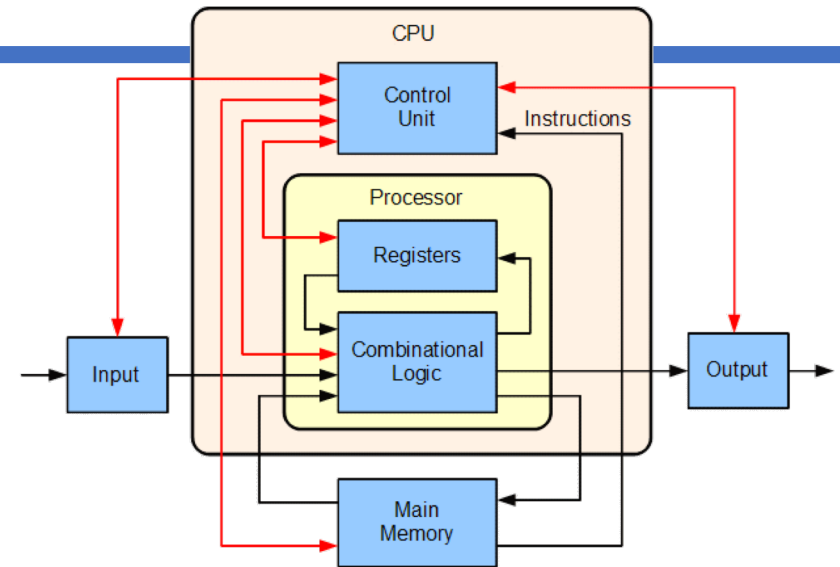 CPU
Control
Unit
Instructions
Processor
Registers
Combinational
Logic
Input
Output
Main
Memory